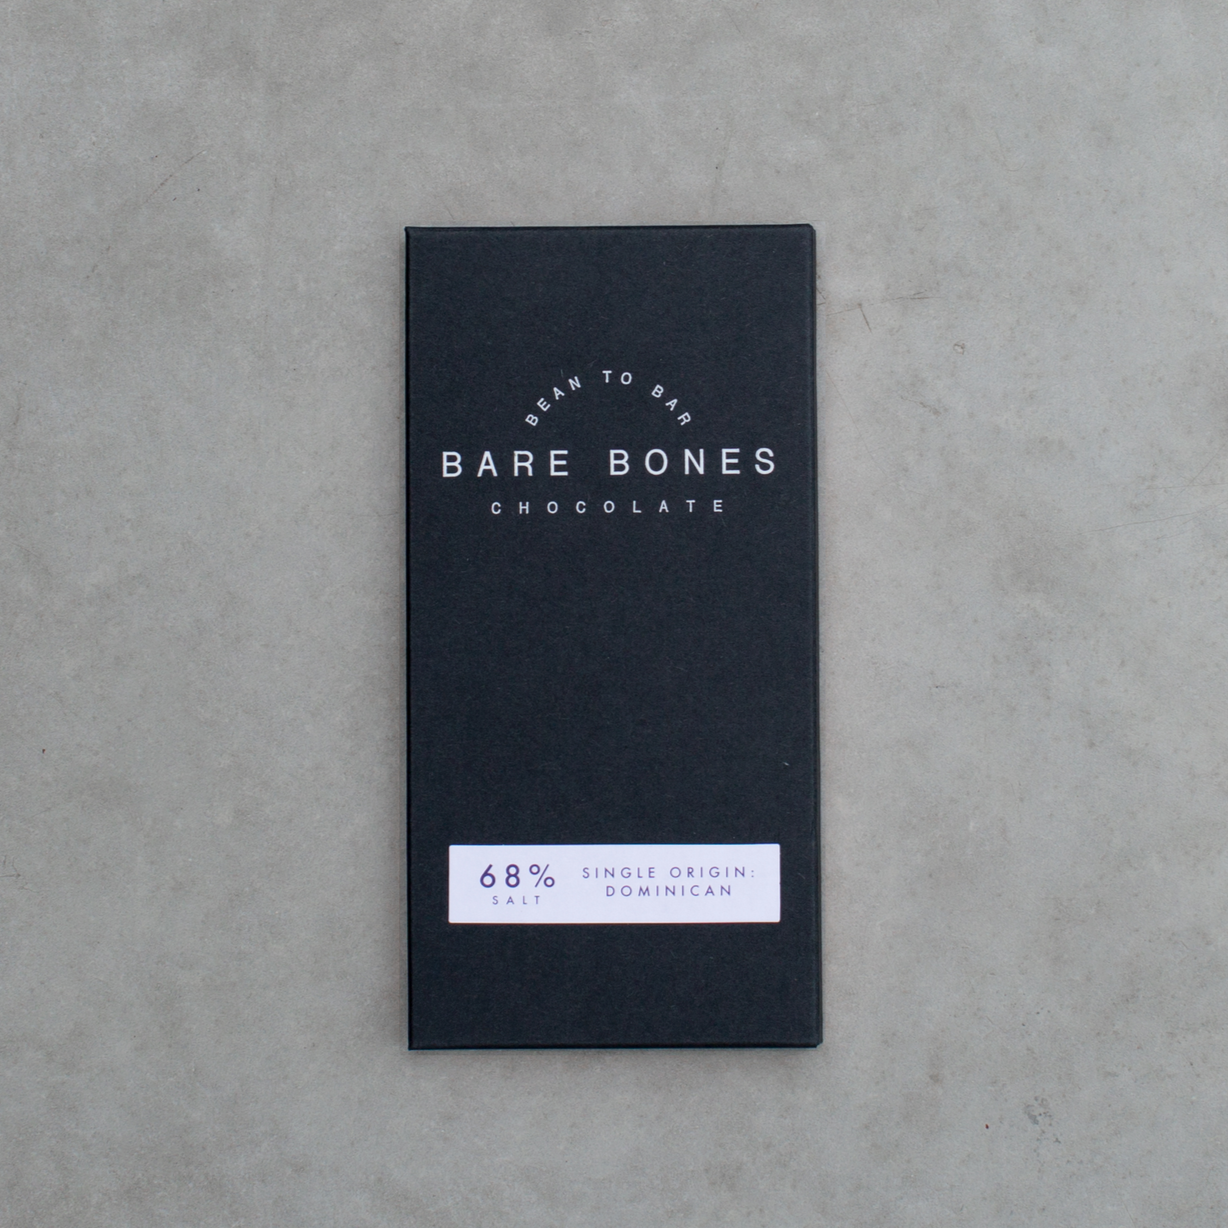 BEAN TO BAR
BARE BONES
CHOCOLATE
68%
SALT
SINGLE ORIGIN:
DOMINICAN